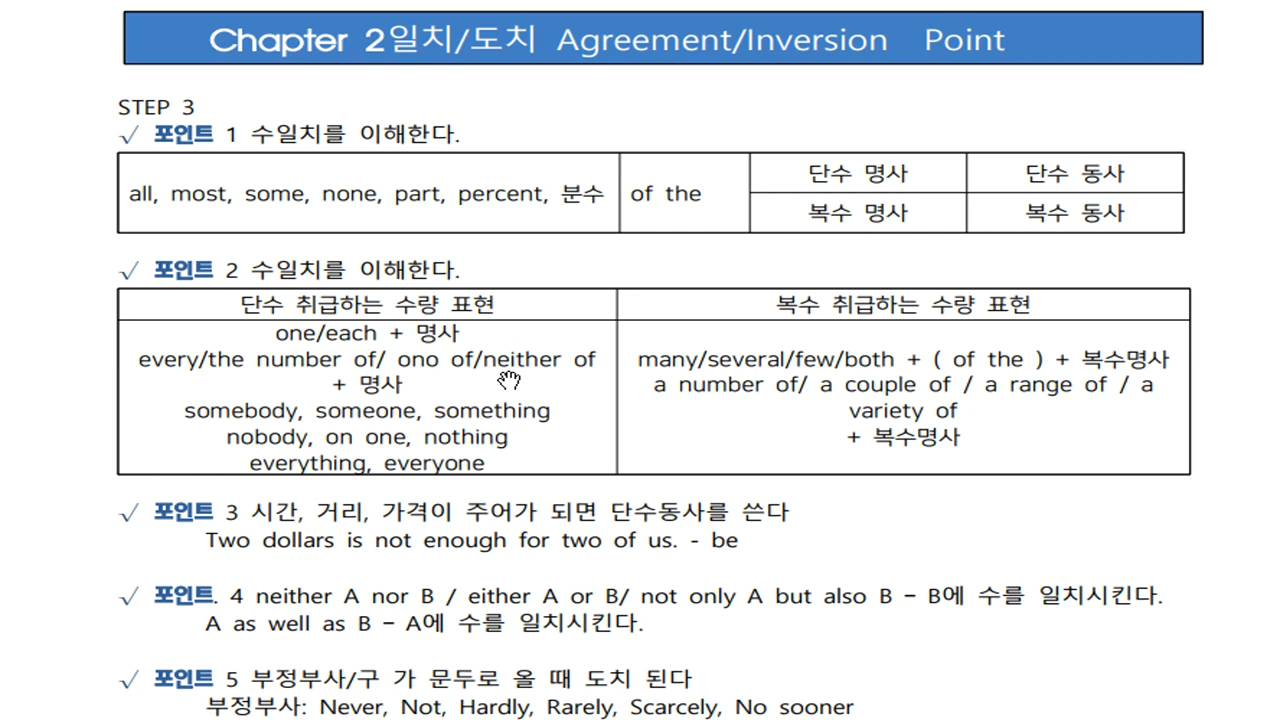 Chapter 2일치/도치 Agreement/Inversion Point
STEP 3
✓ 포인트 1 수일치를 이해한다.
all, most, some, none, part, percent, 분수 of the 단수 명사 단수 동사
복수 명사 복수 동사
✓ 포인트 2 수일치를 이해한다.
단수 취급하는 수량 표현 복수 취급하는 수량 표현
one/each + 명사
every/the number of/ ono of/neither of
+ 명사
somebody, someone, something
nobody, on one, nothing
everything, everyone
many/several/few/both + ( of the ) + 복수명사
a number of/ a couple of / a range of / a
variety of
+ 복수명사
✓ 포인트 3 시간, 거리, 가격이 주어가 되면 단수동사를 쓴다
Two dollars is not enough for two of us. - be
✓ 포인트. 4 neither A nor B / either A or B/ not only A but also B – B에 수를 일치시킨다.
A as well as B – A에 수를 일치시킨다.
✓ 포인트 5 부정부사/구 가 문두로 올 때 도치 된다
부정부사: Never, Not, Hardly, Rarely, Scarcely, No sooner